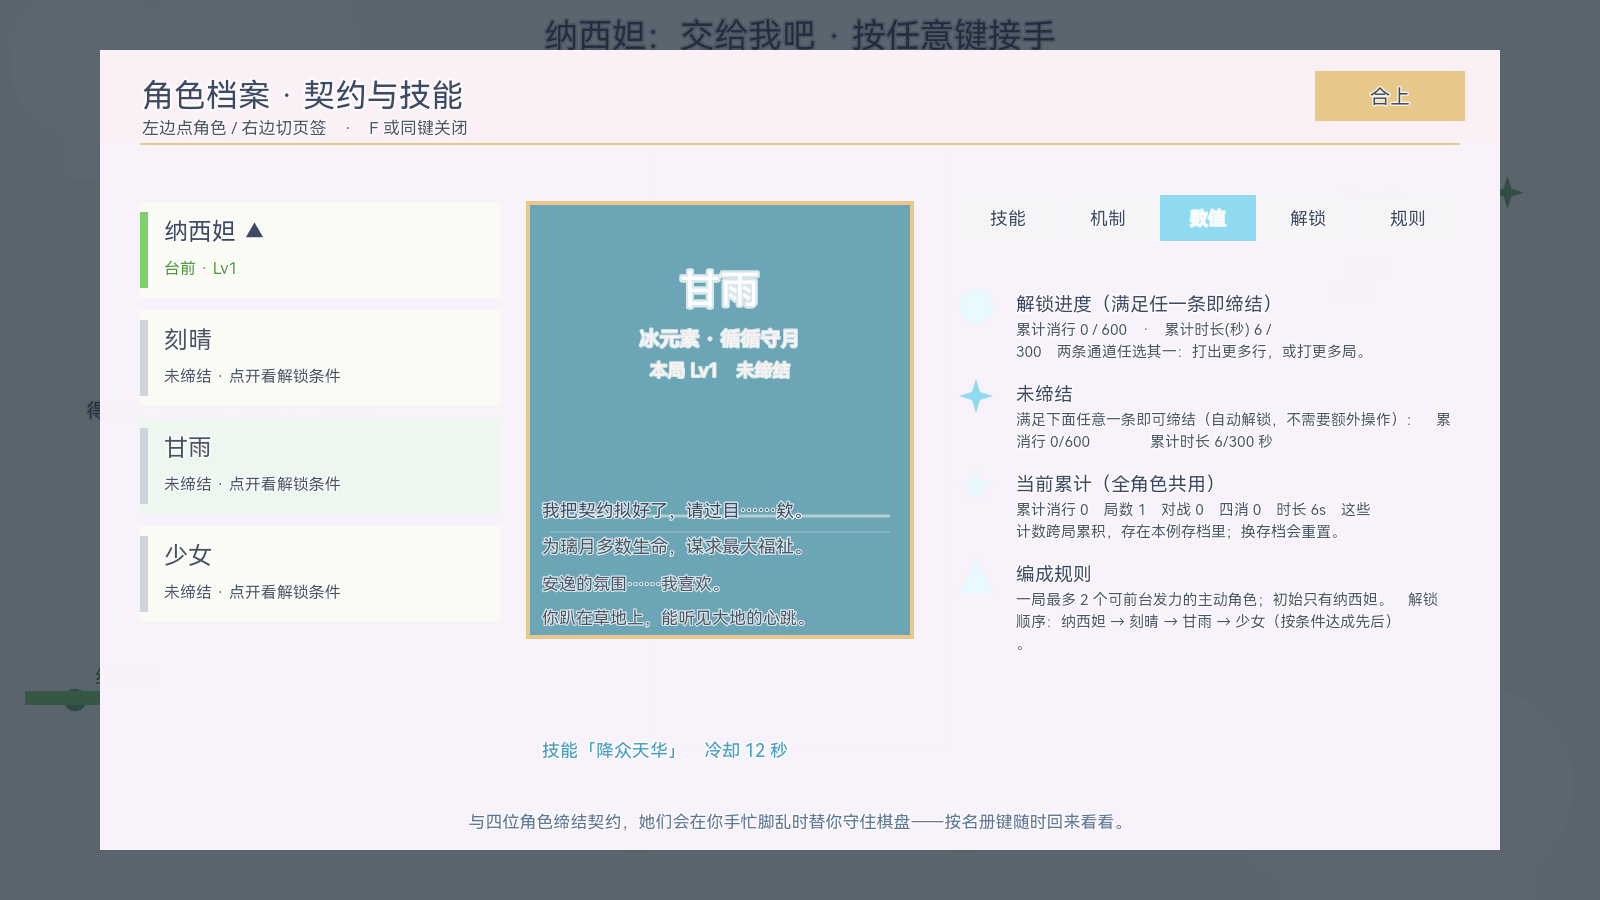 纳西妲：交给我吧 · 按任意键接手
角色档案 · 契约与技能
左边点角色 / 右边切页签 · F 或同键关闭
合上
纳西妲 ▲
台前 · Lv1
刻晴
未缔结 · 点开看解锁条件
甘雨
未缔结 · 点开看解锁条件
少女
未缔结 · 点开看解锁条件
甘雨
冰元素 · 循循守月
本局 Lv1 未缔结
我把契约拟好了，请过目……欸。
为璃月多数生命，谋求最大福祉。
安逸的氛围……我喜欢。
你趴在草地上，能听见大地的心跳。
技能「降众天华」 冷却 12 秒
技能 机制 数值 解锁 规则
解锁进度（满足任一条即缔结）
累计消行 0 / 600 · 累计时长(秒) 6 /
300 两条通道任选其一：打出更多行，或打更多局。
未缔结
满足下面任意一条即可缔结（自动解锁，不需要额外操作）： 累
消行 0/600 累计时长 6/300 秒
当前累计（全角色共用）
累计消行 0 局数 1 对战 0 四消 0 时长 6s 这些
计数跨局累积，存在本例存档里；换存档会重置。
编成规则
一局最多 2 个可前台发力的主动角色；初始只有纳西妲。 解锁
顺序：纳西妲 → 刻晴 → 甘雨 → 少女（按条件达成先后）
。
与四位角色缔结契约，她们会在你手忙脚乱时替你守住棋盘——按名册键随时回来看看。
得